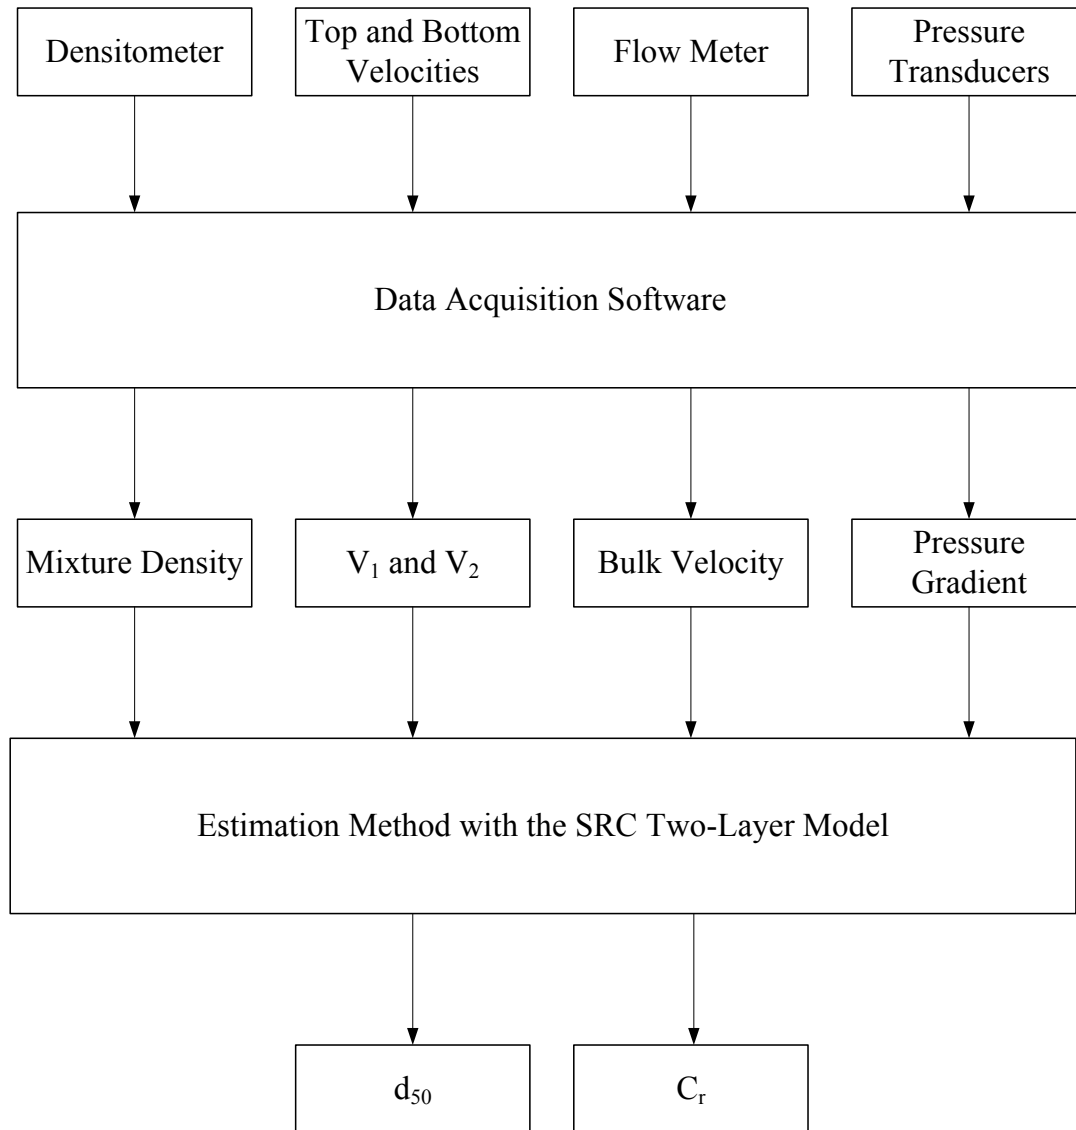 Densitometer
Top and Bottom
Velocities
Flow Meter
Pressure
Transducers
Data Acquisition Software
Mixture Density
V₁ and V₂
Bulk Velocity
Pressure
Gradient
Estimation Method with the SRC Two-Layer Model
d₅₀
Cᵣ